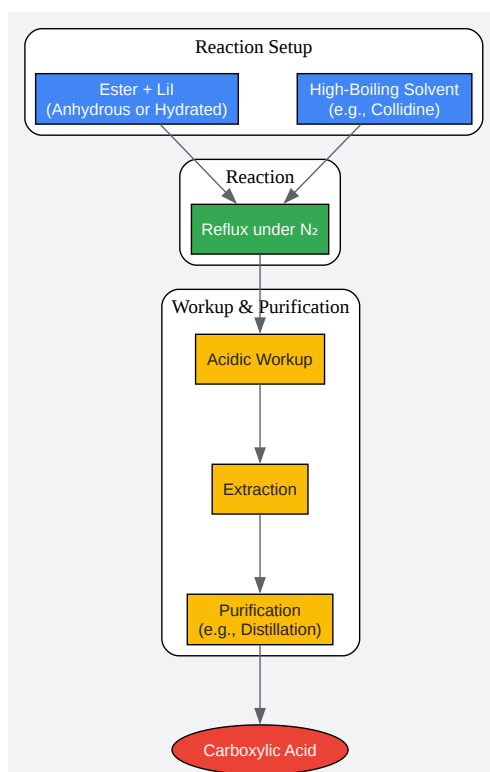 Reaction Setup
Ester + LiI
(Anhydrous or Hydrated)
High-Boiling Solvent
(e.g., Collidine)
Reaction
Reflux under N₂
Workup & Purification
Acidic Workup
Extraction
Purification
(e.g., Distillation)
Carboxylic Acid